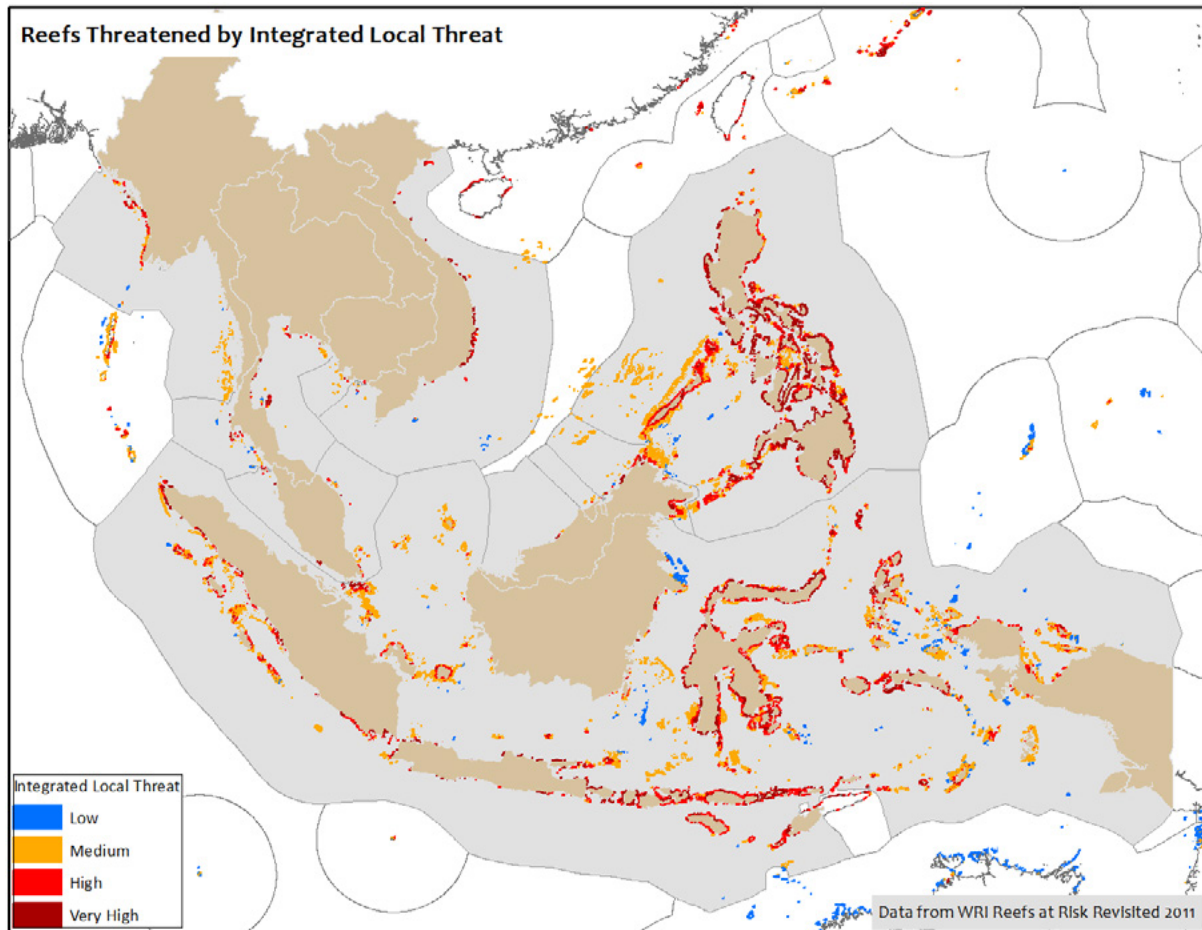 Reefs Threatened by Integrated Local Threat
Integrated Local Threat
Low
Medium
High
Very High
Data from WRI Reefs at Risk Revisited 2011